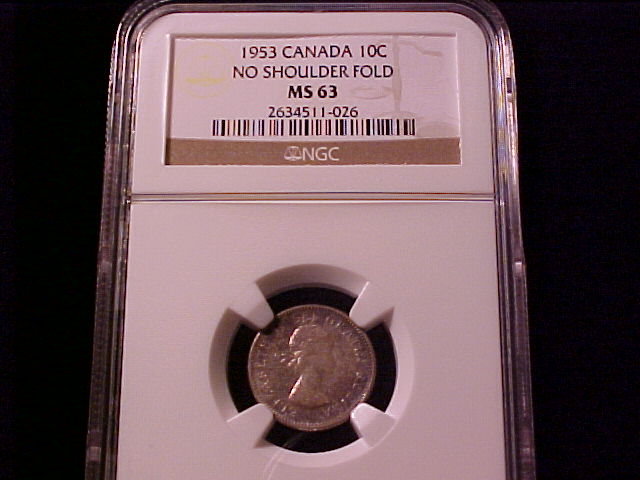 1953 CANADA 10C
NO SHOULDER FOLD
MS 63
2634511-026
NGC